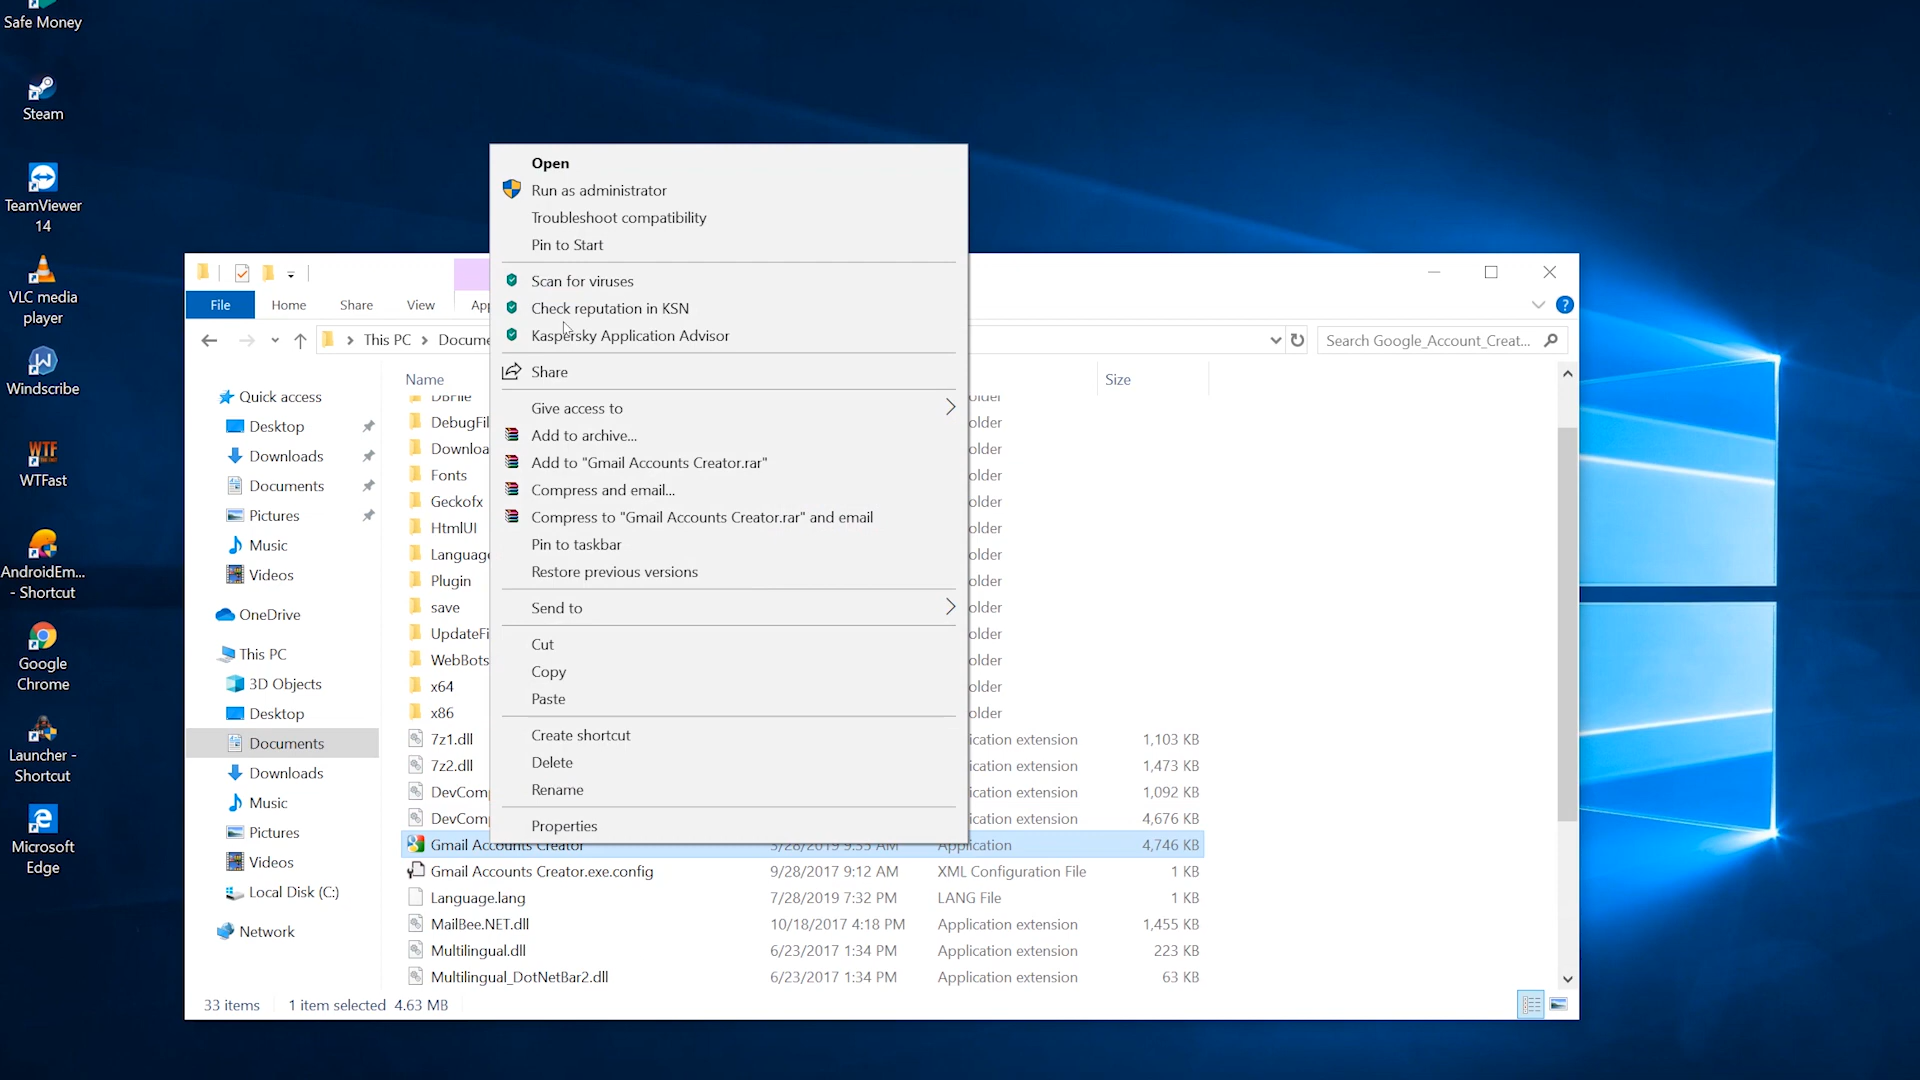 Safe Money
Steam
TeamViewer
14
VLC media
player
Windscribe
WTF
WTFast
AndroidEm...
- Shortcut
Google
Chrome
Launcher -
Shortcut
Microsoft
Edge
Open
Run as administrator
Troubleshoot compatibility
Pin to Start
Scan for viruses
Check reputation in KSN
Kaspersky Application Advisor
Share
Give access to
Add to archive...
Add to "Gmail Accounts Creator.rar"
Compress and email...
Compress to "Gmail Accounts Creator.rar" and email
Pin to taskbar
Restore previous versions
Send to
Cut
Copy
Paste
Create shortcut
Delete
Rename
Properties
File Home Share View App
This PC Docume
Search Google_Account_Creat...
Quick access
Desktop
Downloads
Documents
Pictures
Music
Videos
OneDrive
This PC
3D Objects
Desktop
Documents
Downloads
Music
Pictures
Videos
Local Disk (C:)
Network
Name Size
DBFile older
DebugFil older
Downloa older
Fonts older
Geckofx older
HtmlUI older
Language older
Plugin older
save older
UpdateFi older
WebBots older
x64 older
x86 older
7z1.dll ication extension 1,103 KB
7z2.dll ication extension 1,473 KB
DevComp ication extension 1,092 KB
DevComp ication extension 4,676 KB
Gmail Accounts Creator 3/28/2019 9:35 AM Application 4,746 KB
Gmail Accounts Creator.exe.config 9/28/2017 9:12 AM XML Configuration File 1 KB
Language.lang 7/28/2019 7:32 PM LANG File 1 KB
MailBee.NET.dll 10/18/2017 4:18 PM Application extension 1,455 KB
Multilingual.dll 6/23/2017 1:34 PM Application extension 223 KB
Multilingual_DotNetBar2.dll 6/23/2017 1:34 PM Application extension 63 KB
33 items 1 item selected 4.63 MB